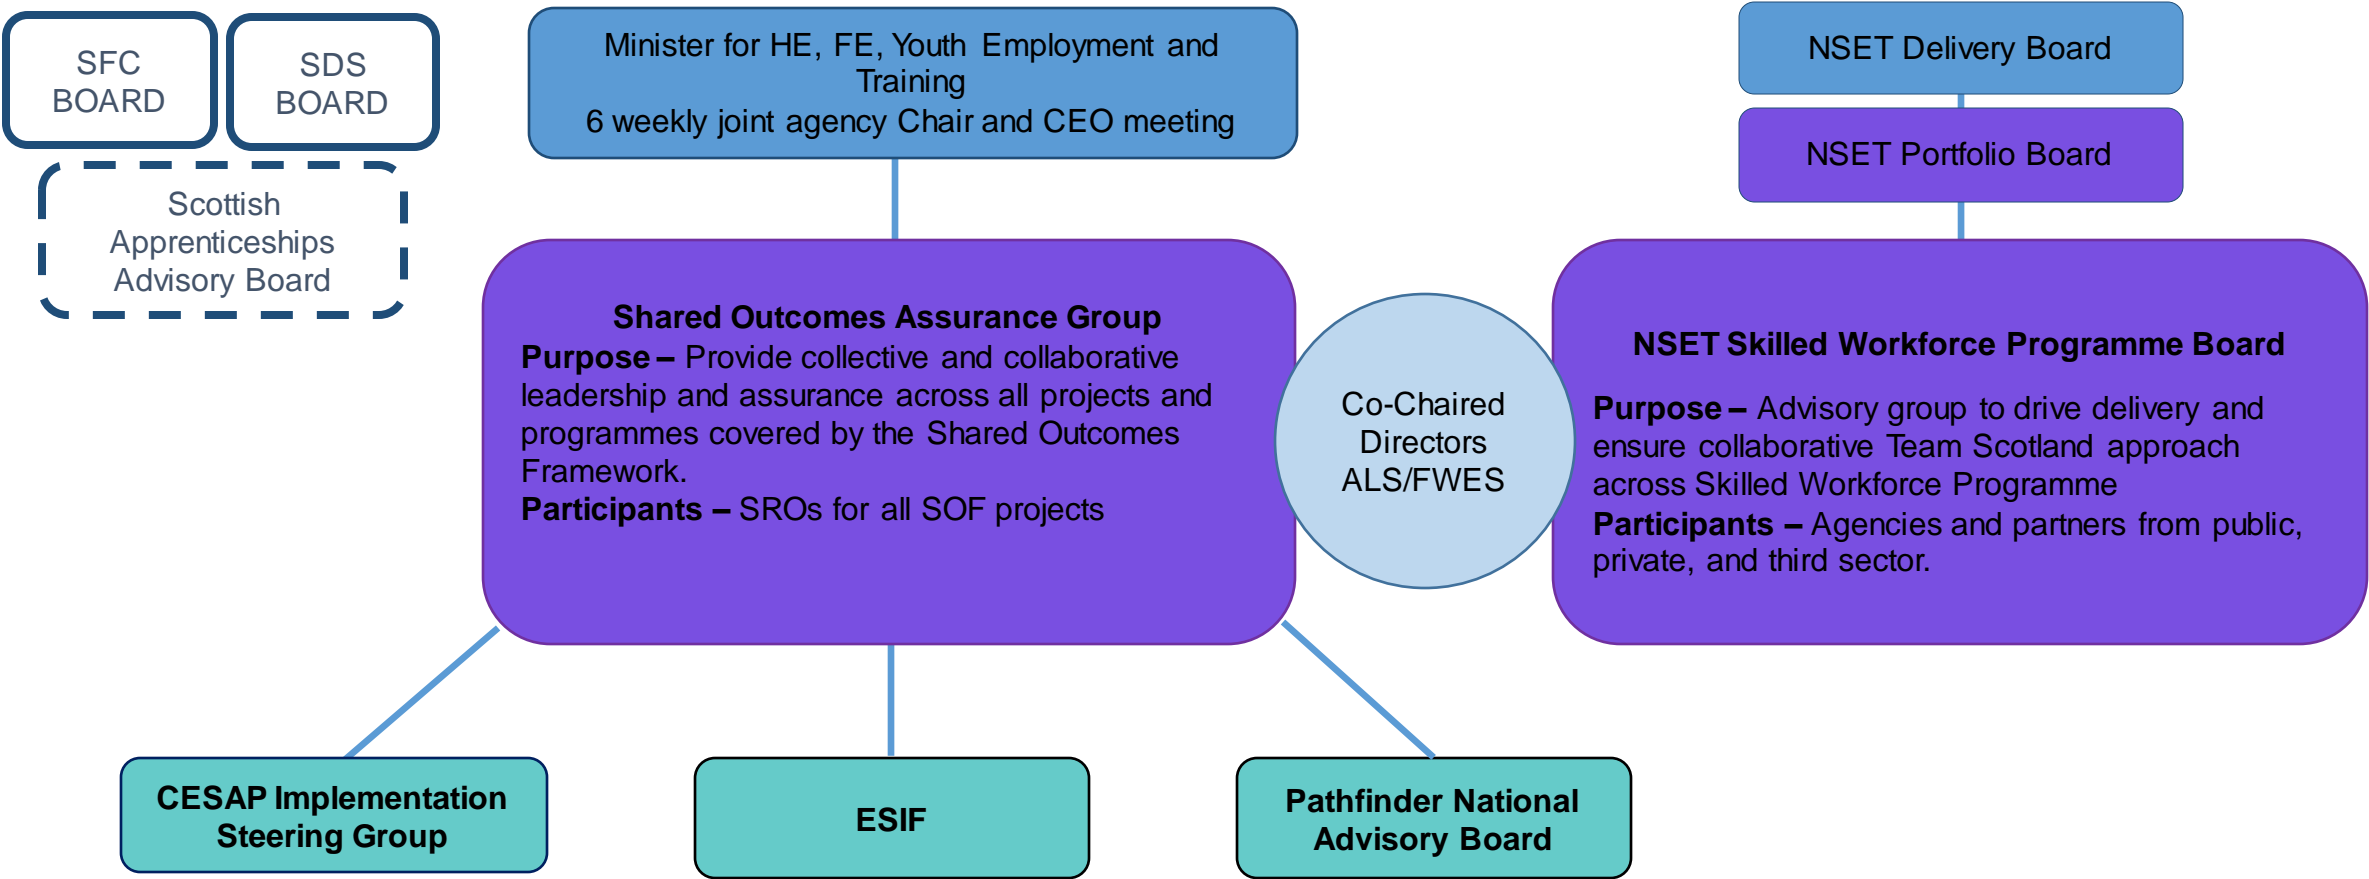 SFC
BOARD
SDS
BOARD
Scottish
Apprenticeships
Advisory Board
Minister for HE, FE, Youth Employment and
Training
6 weekly joint agency Chair and CEO meeting
NSET Delivery Board
NSET Portfolio Board
Shared Outcomes Assurance Group
Purpose – Provide collective and collaborative
leadership and assurance across all projects and
programmes covered by the Shared Outcomes
Framework.
Participants – SROs for all SOF projects
Co-Chaired
Directors
ALS/FWES
NSET Skilled Workforce Programme Board
Purpose – Advisory group to drive delivery and
ensure collaborative Team Scotland approach
across Skilled Workforce Programme
Participants – Agencies and partners from public,
private, and third sector.
CESAP Implementation
Steering Group
ESIF
Pathfinder National
Advisory Board